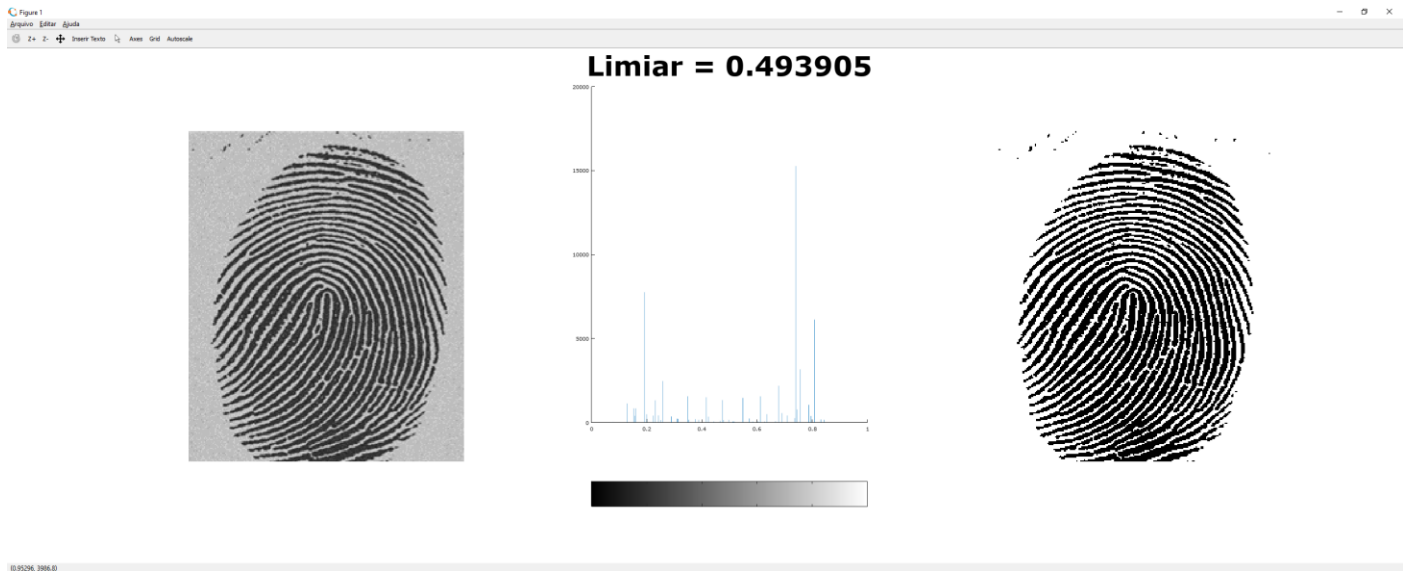 Figure 1
Arquivo Editar Ajuda
Z+ Z- Inserir Texto Axes Grid Autoscale
Limiar = 0.493905
20000
15000
10000
5000
0
0 0.2 0.4 0.6 0.8 1
(0.95296, 3986.8)